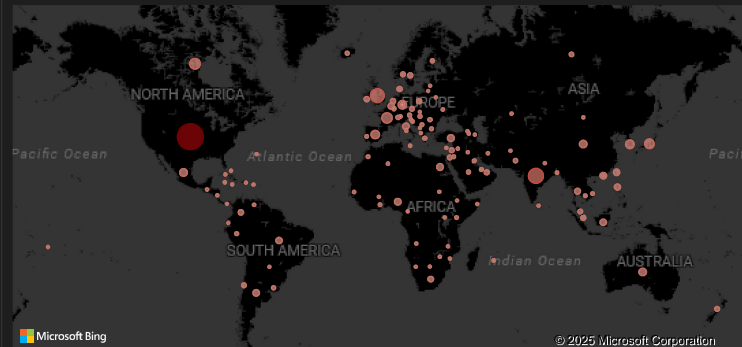 NORTH AMERICA
ASIA
EUROPE
Pacific Ocean
Atlantic Ocean
Paci
AFRICA
SOUTH AMERICA
Indian Ocean
AUSTRALIA
Microsoft Bing
© 2025 Microsoft Corporation